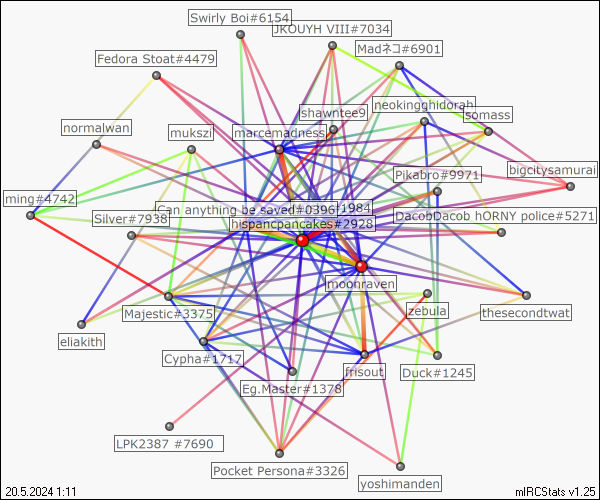 Swirly Boi#6154
JKOUYH VIII#7034
Madネコ#6901
Fedora Stoat#4479
neokingghidorah
shawntee9
somass
normalwan
mukszi
marcemadness
bigcitysamurai
Pikabro#9971
ming#4742
Can anything be saved#0396
1984
Silver#7938
DacobDacob hORNY police#5271
hispancpancakes#2928
moonraven
Majestic#3375
zebula
thesecondtwat
eliakith
Cypha#1717
frisout
Duck#1245
Eg.Master#1378
LPK2387 #7690
Pocket Persona#3326
yoshimanden
20.5.2024 1:11
mIRCStats v1.25